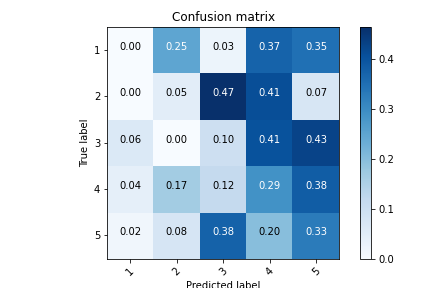 Confusion matrix
1 0.00 0.25 0.03 0.37 0.35
2 0.00 0.05 0.47 0.41 0.07
3 0.06 0.00 0.10 0.41 0.43
4 0.04 0.17 0.12 0.29 0.38
5 0.02 0.08 0.38 0.20 0.33
1 2 3 4 5
True label
Predicted label
0.4
0.3
0.2
0.1
0.0